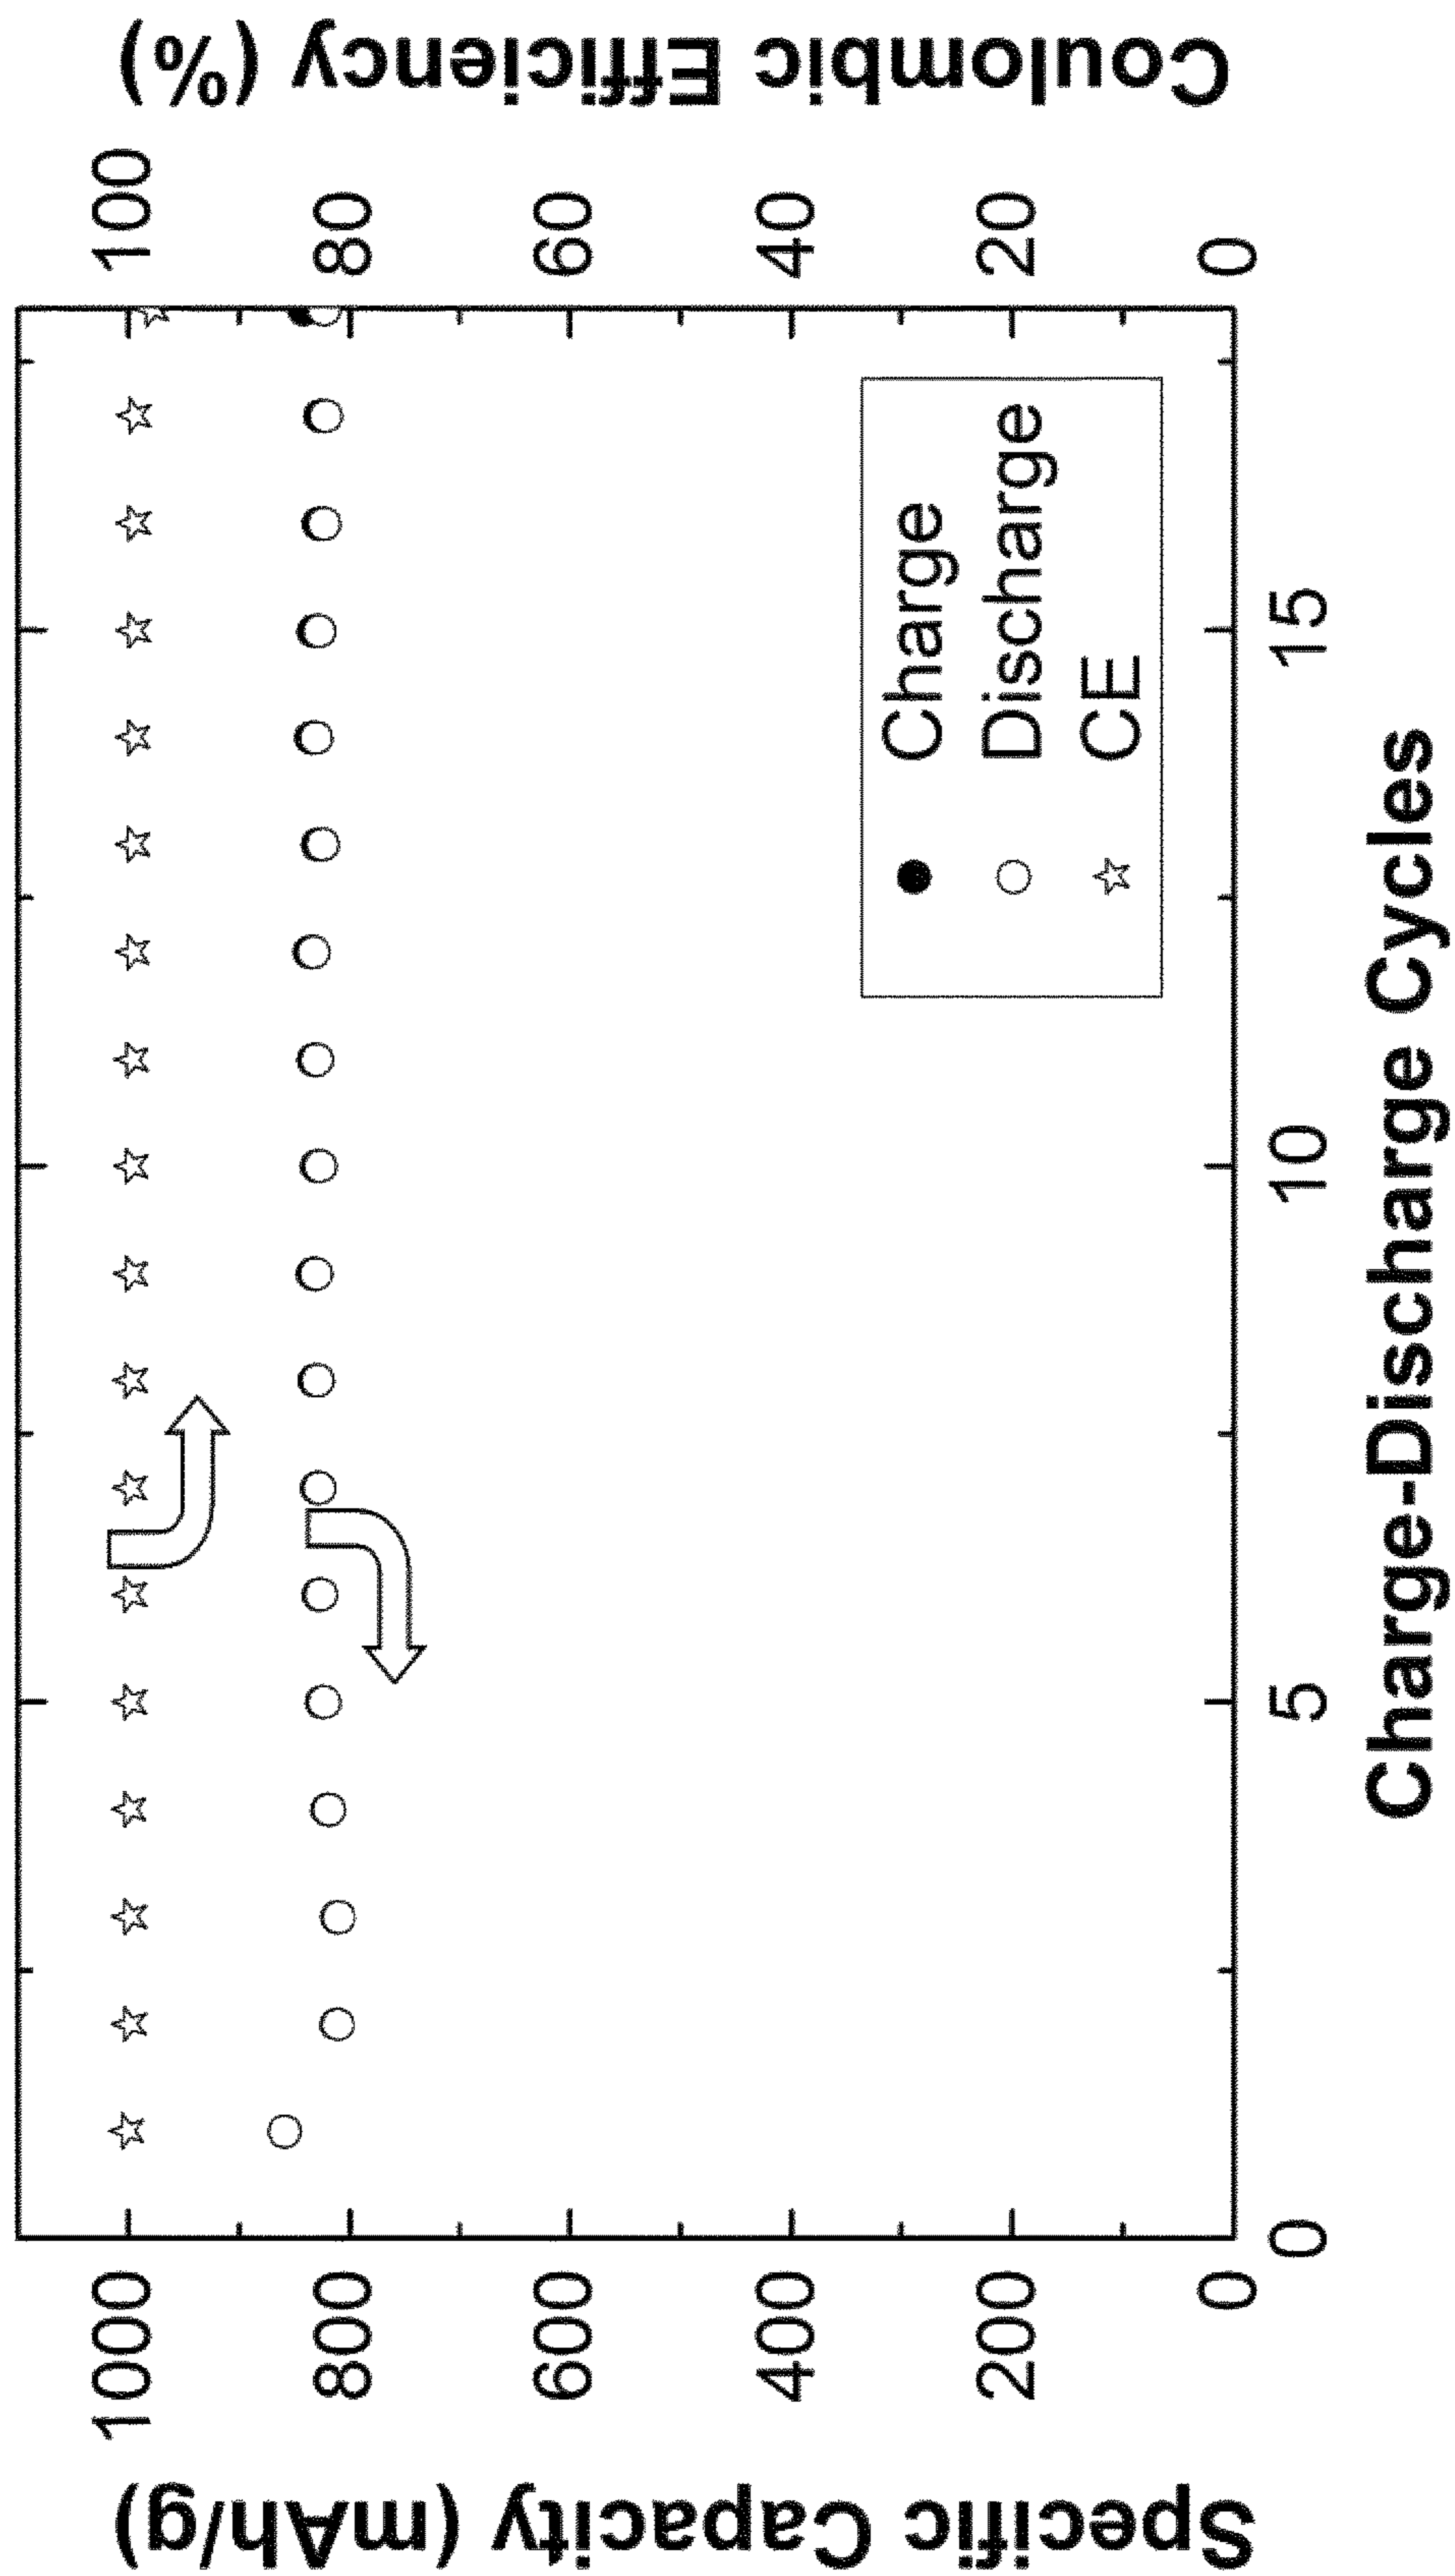 Specific Capacity (mAh/g)
1000
800
600
400
200
0
0
5
10
15
Charge-Discharge Cycles
Charge
Discharge
CE
100
80
60
40
20
0
Coulombic Efficiency (%)